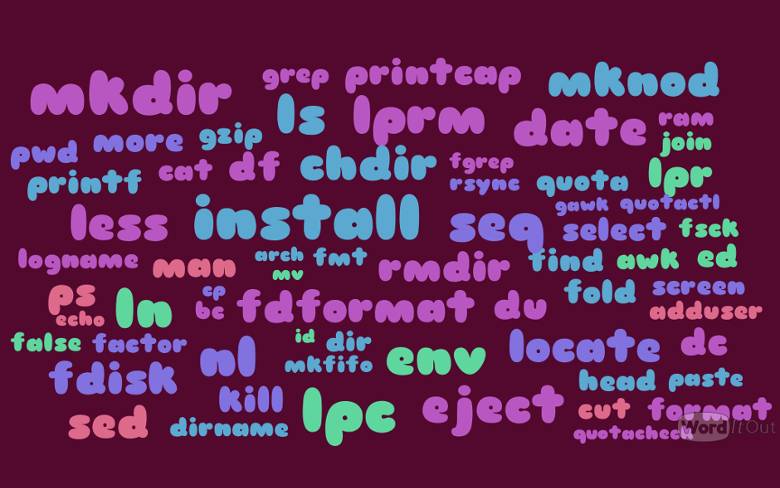 mkdir grep printcap mknod
ls lprm date ram
pwd more gzip join
printf cat df chdir fgrep lpr
rsync quota
less install seq gawk quotactl
select fsck
logname man arch fmt rmdir find awk ed
mv
ps ln cp fdformat du fold screen
echo bc adduser
false factor nl id dir env locate dc
mkfifo
fdisk head paste
kill lpc eject cut format
sed dirname quotacheck
WordItOut